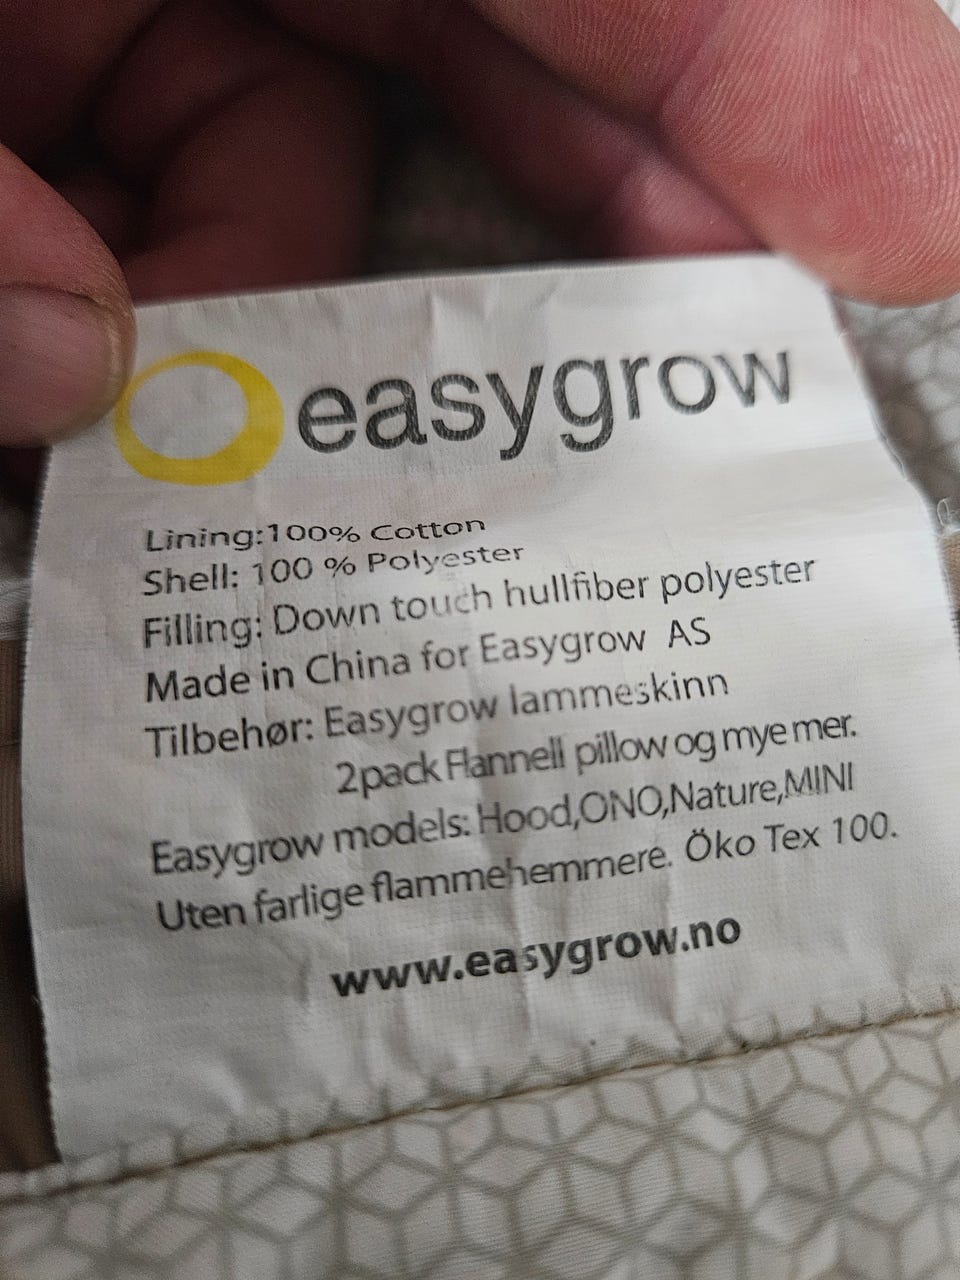 easygrow
Lining:100% Cotton
Shell: 100 % Polyester
Filling: Down touch hullfiber polyester
Made in China for Easygrow AS
Tilbehør: Easygrow lammeskinn
2pack Flannell pillow og mye mer.
Easygrow models: Hood,ONO,Nature,MINI
Uten farlige flammehemmere. Öko Tex 100.
www.easygrow.no